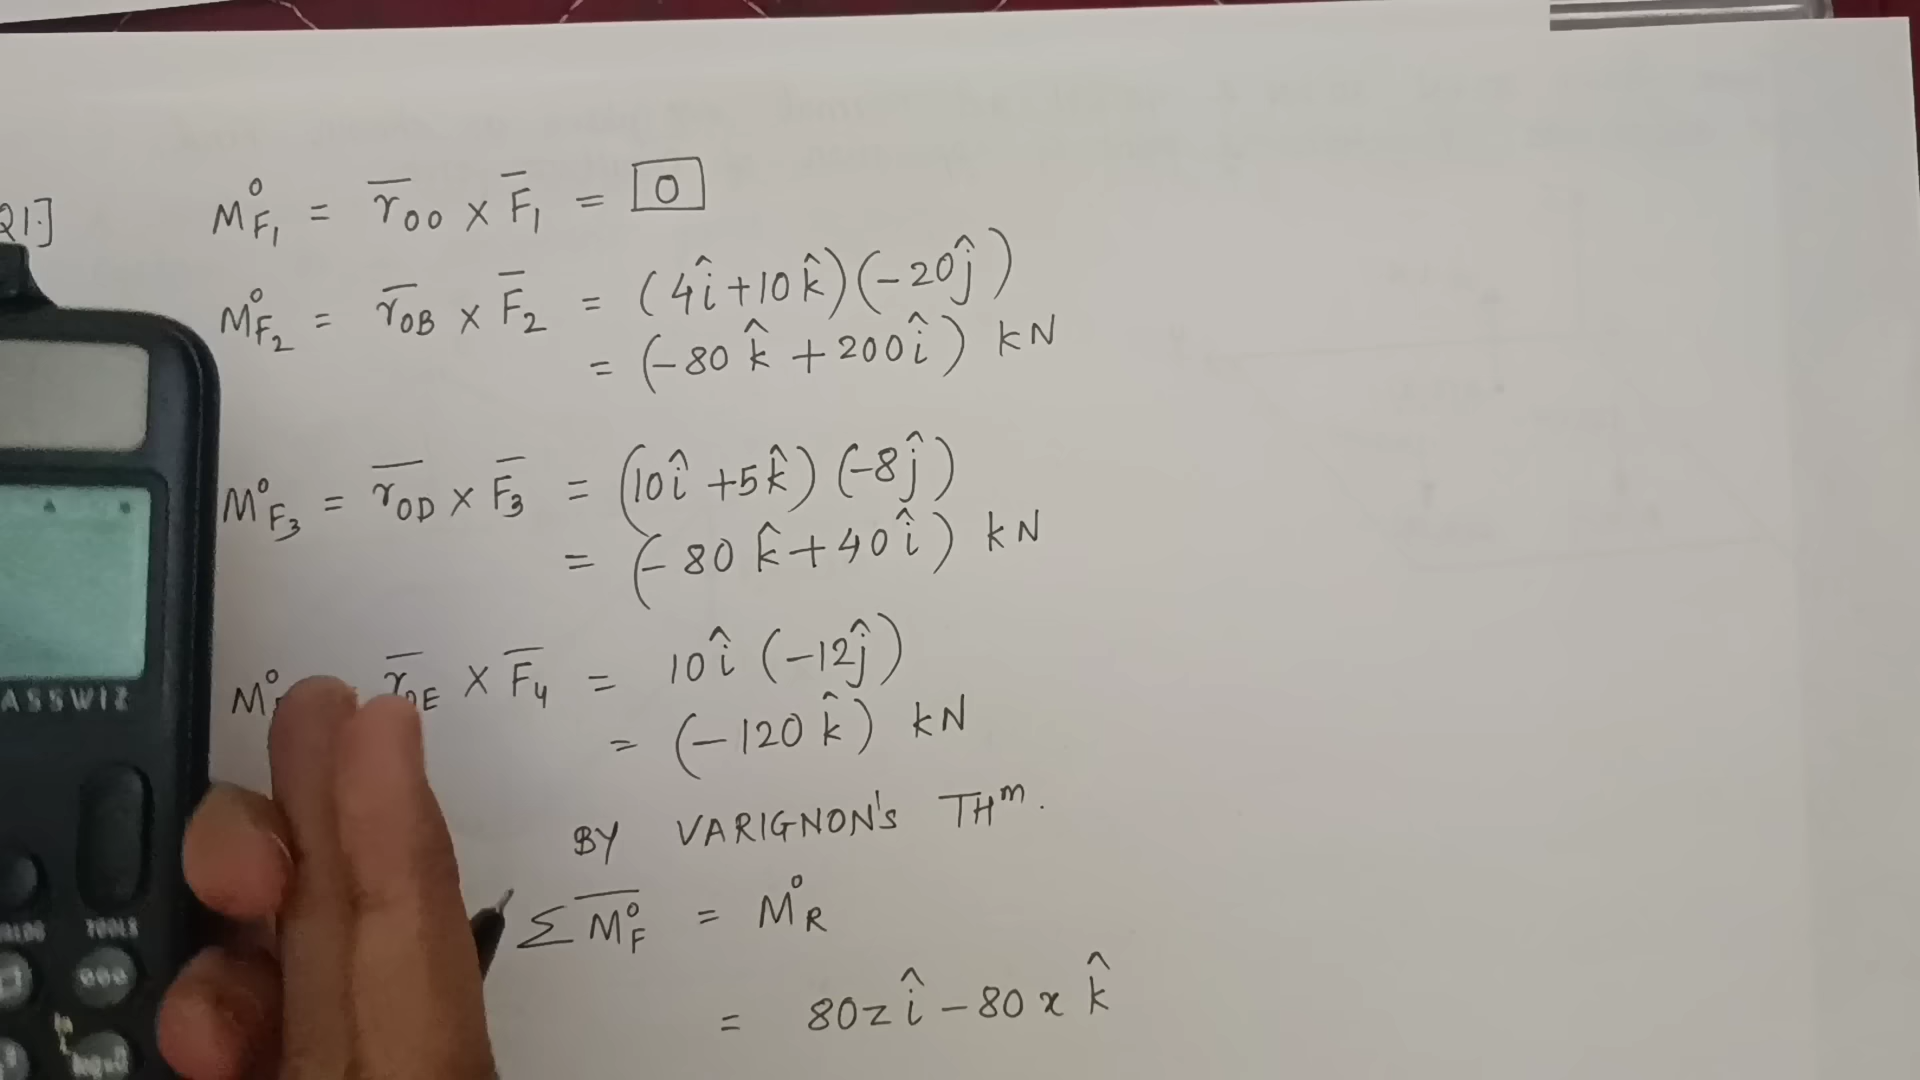 Q1.] M°F₁ = r̅OO × F̅₁ = 0
M°F₂ = r̅OB × F̅₂ = (4î + 10k̂)(-20ĵ)
= (-80k̂ + 200î) kN
M°F₃ = r̅OD × F̅₃ = (10î + 5k̂)(-8ĵ)
= (-80k̂ + 40î) kN
M° r̅OE × F̅₄ = 10î (-12ĵ)
= (-120k̂) kN
ASSWIZ
BY VARIGNON's THᵐ.
Σ M̅°F = M°R
TOOLS
= 80zî - 80xk̂